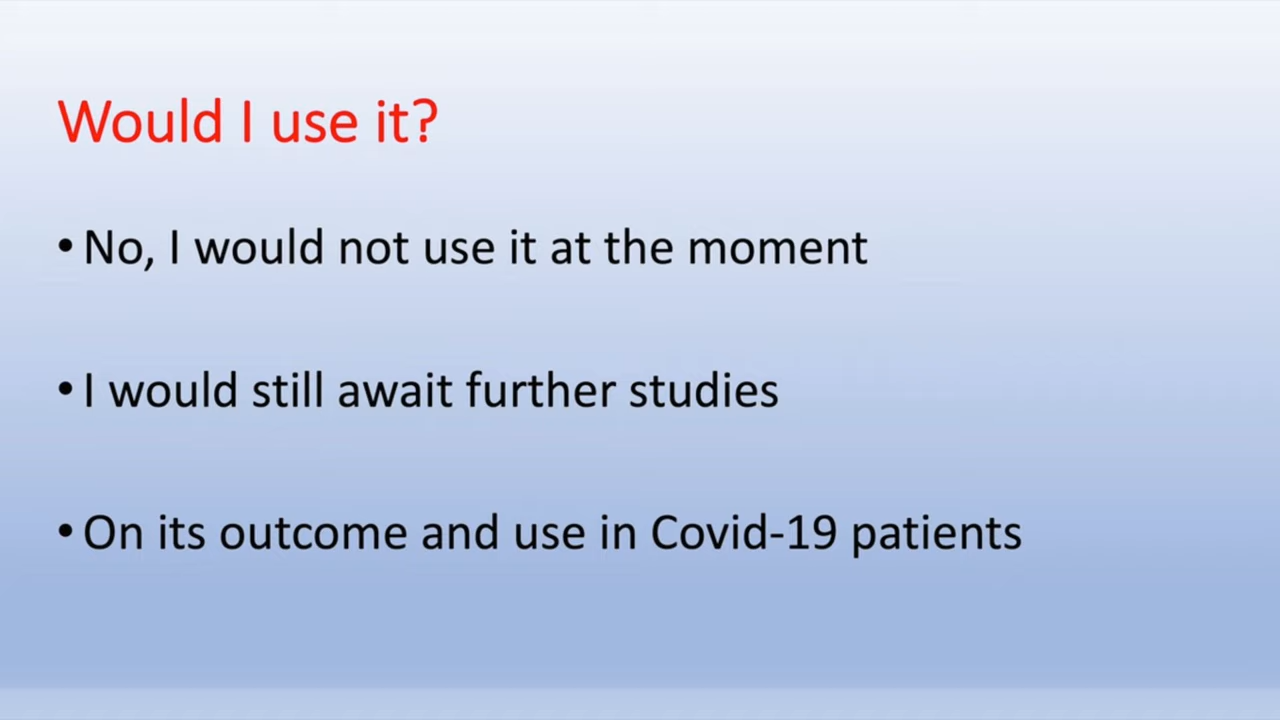 Would I use it?
• No, I would not use it at the moment
• I would still await further studies
• On its outcome and use in Covid-19 patients